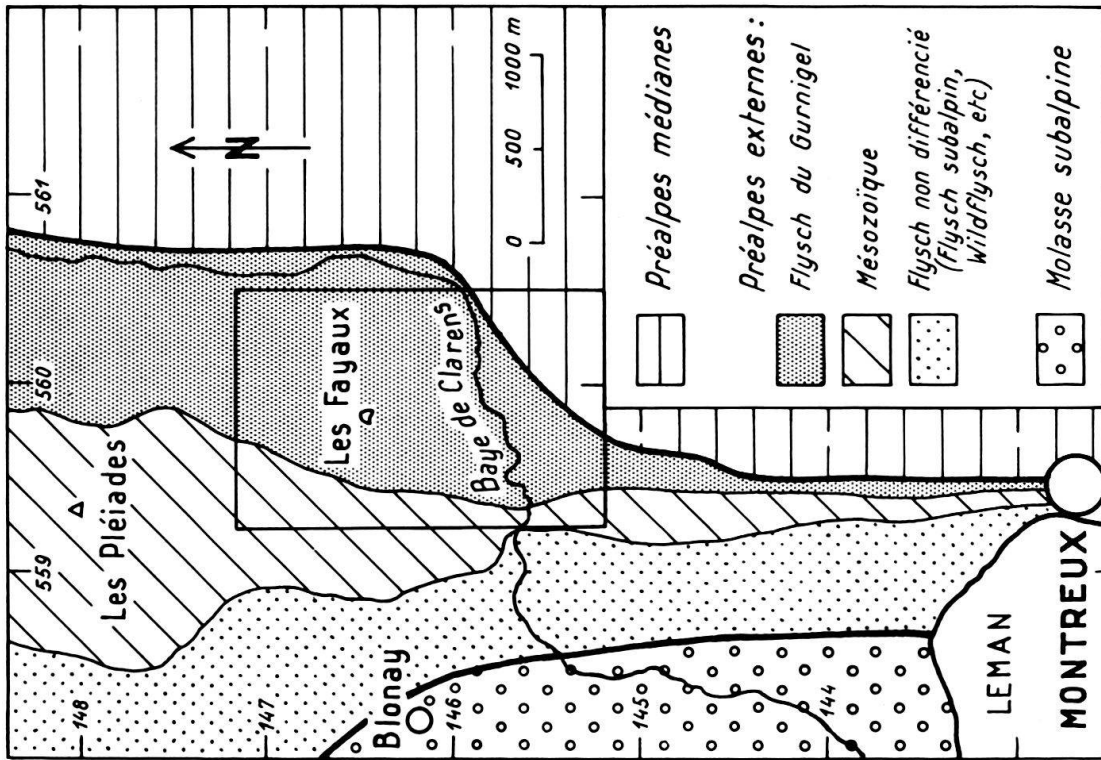 Les Pléiades
Les Fayaux
Baye de Clarens
Blonay
LEMAN
MONTREUX
N
0 500 1000 m
561
560
559
148
147
146
145
144
Préalpes médianes
Préalpes externes:
Flysch du Gurnigel
Mésozoïque
Flysch non différencié
(Flysch subalpin,
Wildflysch, etc)
Molasse subalpine